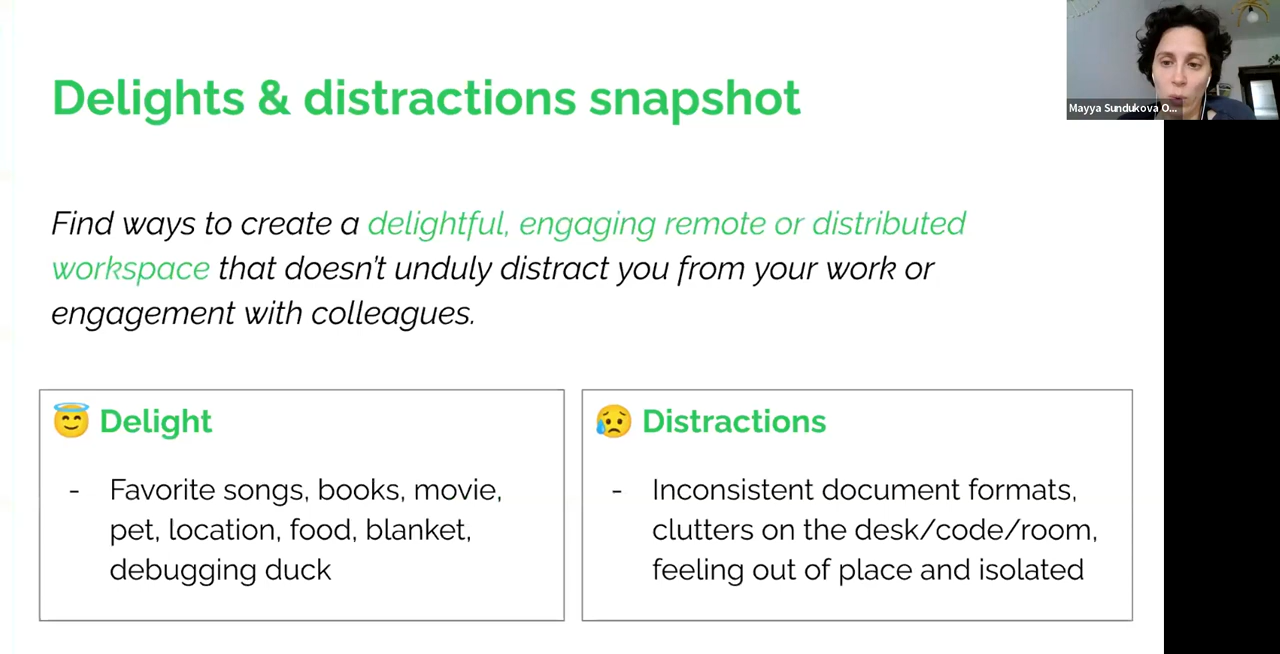 Delights & distractions snapshot
Mayya Sundukova O...
Find ways to create a delightful, engaging remote or distributed
workspace that doesn't unduly distract you from your work or
engagement with colleagues.
😇 Delight
- Favorite songs, books, movie,
pet, location, food, blanket,
debugging duck
😥 Distractions
- Inconsistent document formats,
clutters on the desk/code/room,
feeling out of place and isolated